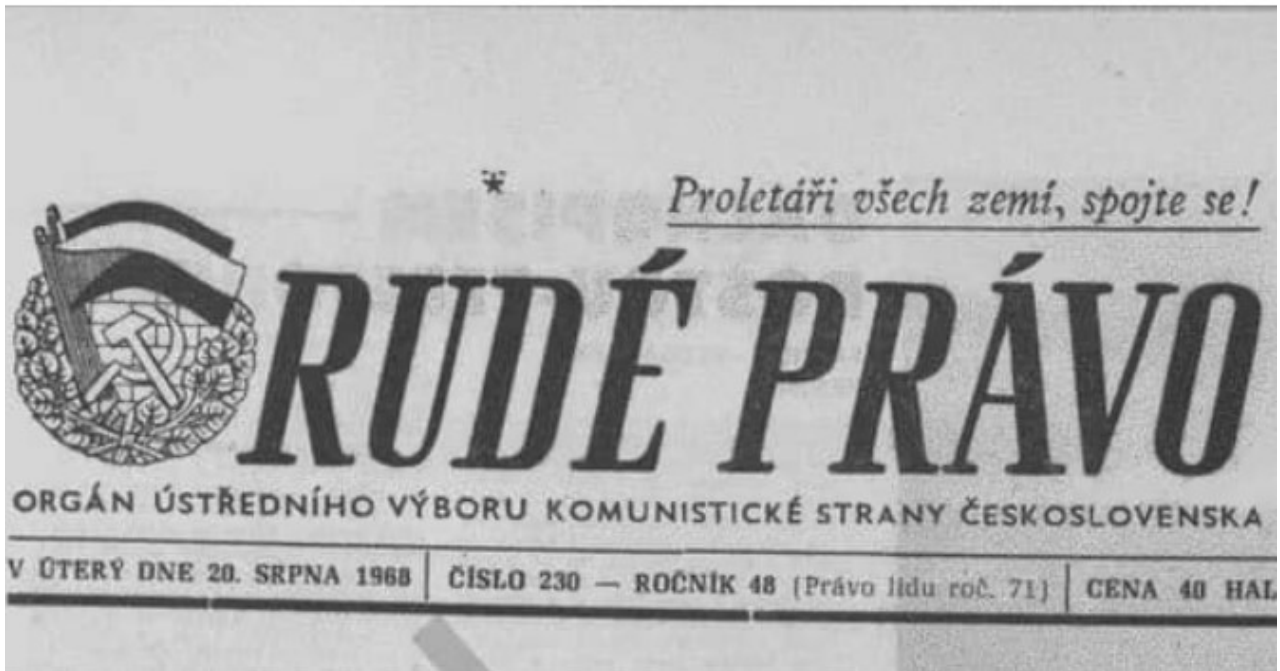 Proletáři všech zemí, spojte se!
RUDÉ PRÁVO
ORGÁN ÚSTŘEDNÍHO VÝBORU KOMUNISTICKÉ STRANY ČESKOSLOVENSKA
V ÚTERÝ DNE 20. SRPNA 1968 | ČÍSLO 230 — ROČNÍK 48 (Právo lidu roč. 71) | CENA 40 HAL